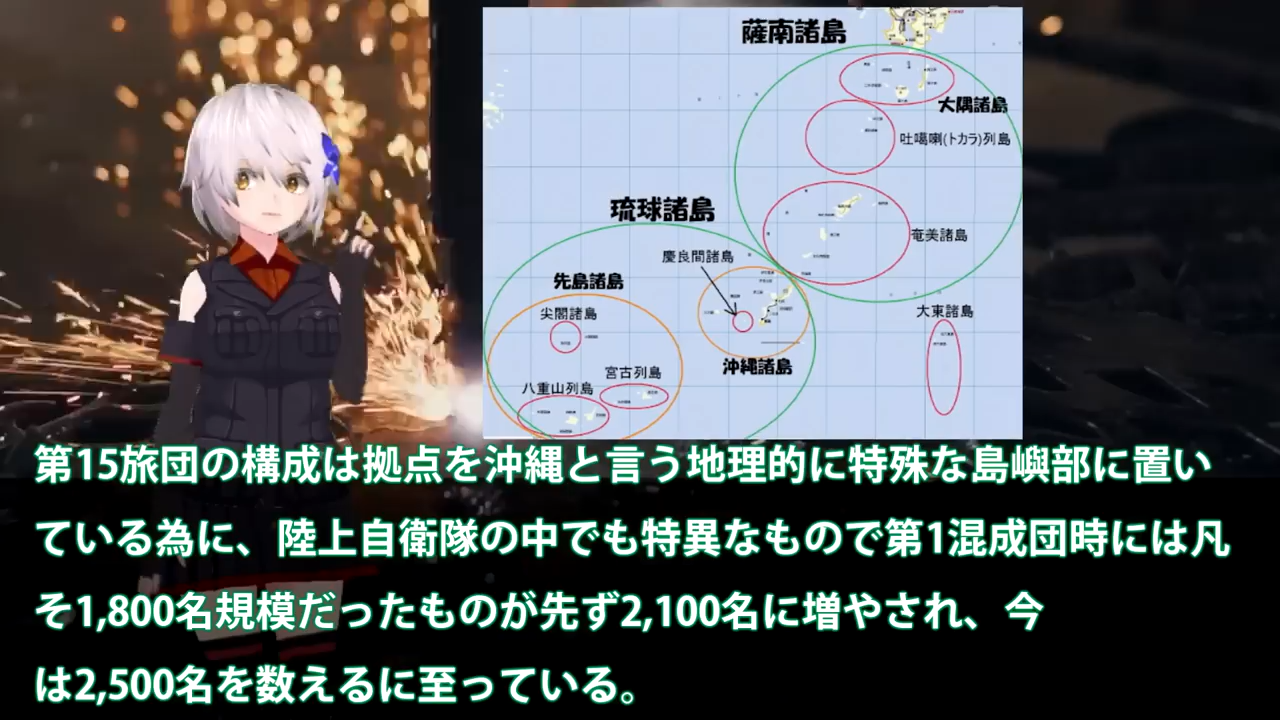 薩南諸島
大隅諸島
吐噶喇(トカラ)列島
琉球諸島
奄美諸島
慶良間諸島
先島諸島
尖閣諸島
大東諸島
沖縄諸島
宮古列島
八重山列島
第15旅団の構成は拠点を沖縄と言う地理的に特殊な島嶼部に置い
ている為に、陸上自衛隊の中でも特異なもので第1混成団時には凡
そ1,800名規模だったものが先ず2,100名に増やされ、今
は2,500名を数えるに至っている。